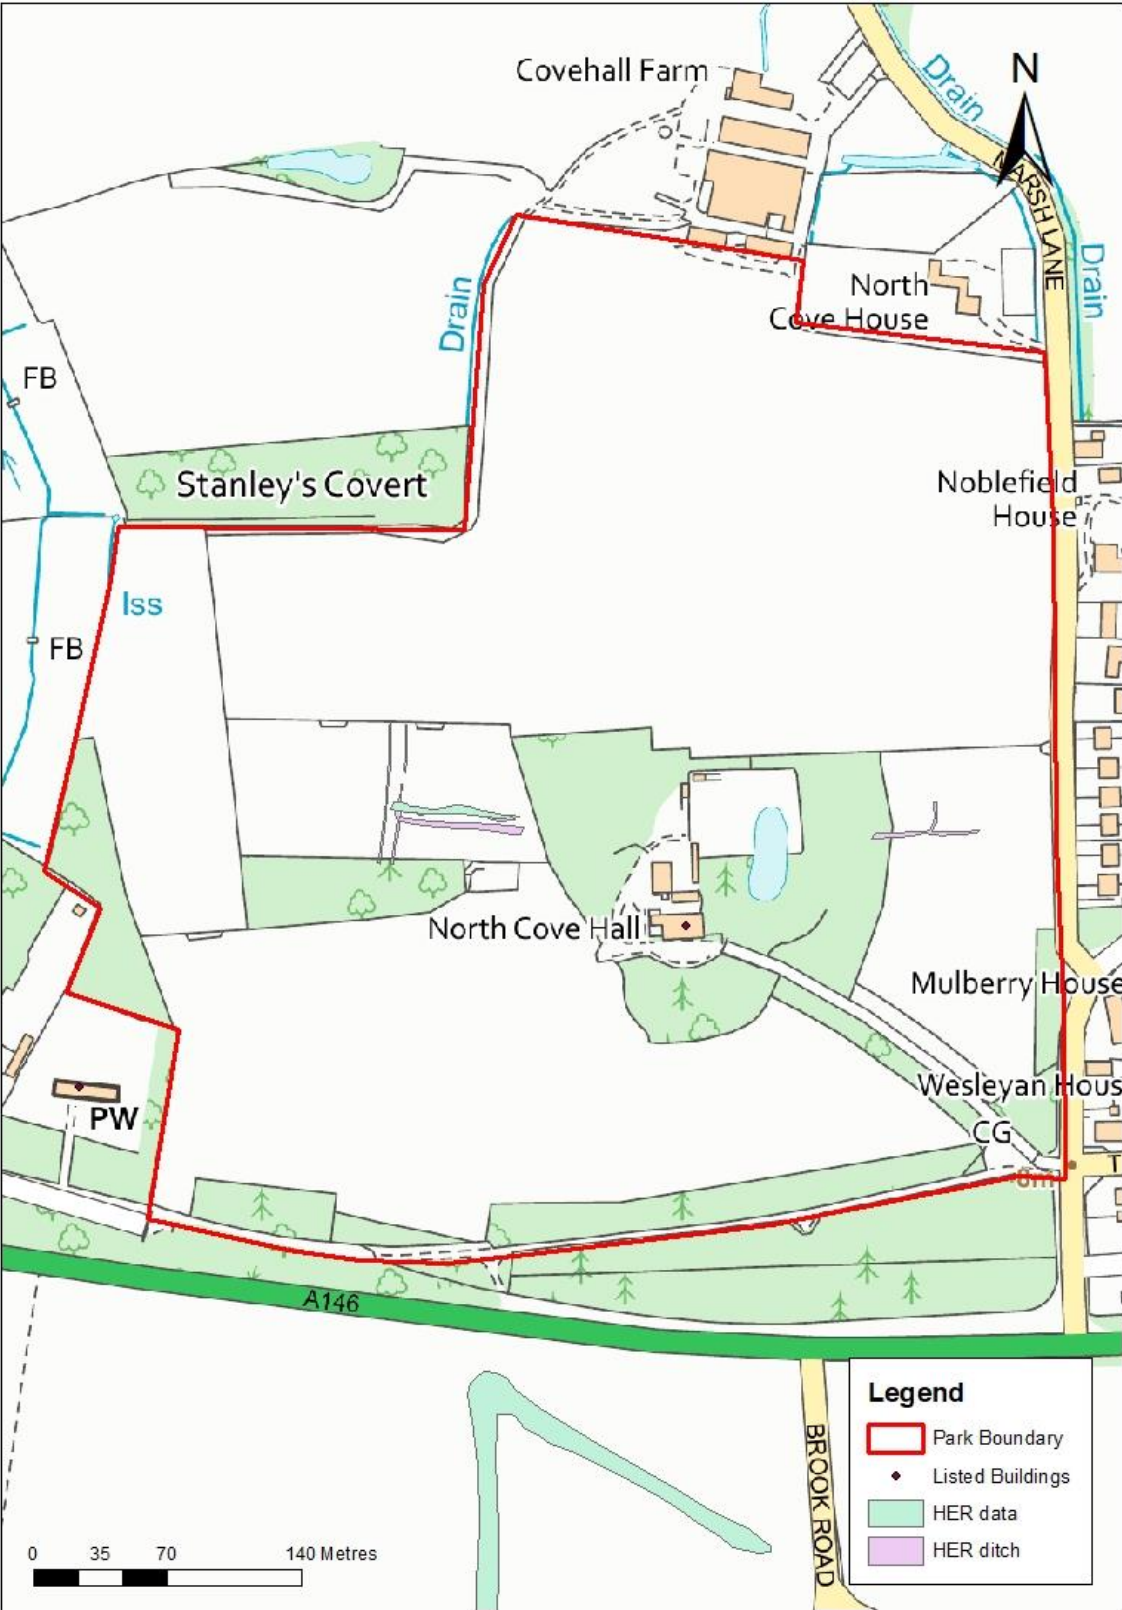 Covehall Farm
Drain
N
MARSH LANE
Drain
North
Cove House
Drain
FB
Stanley's Covert
Noblefield
House
Iss
FB
North Cove Hall
Mulberry House
Wesleyan Hous
CG
PW
T
8m
A146
BROOK ROAD
Legend
Park Boundary
Listed Buildings
HER data
HER ditch
0 35 70 140 Metres